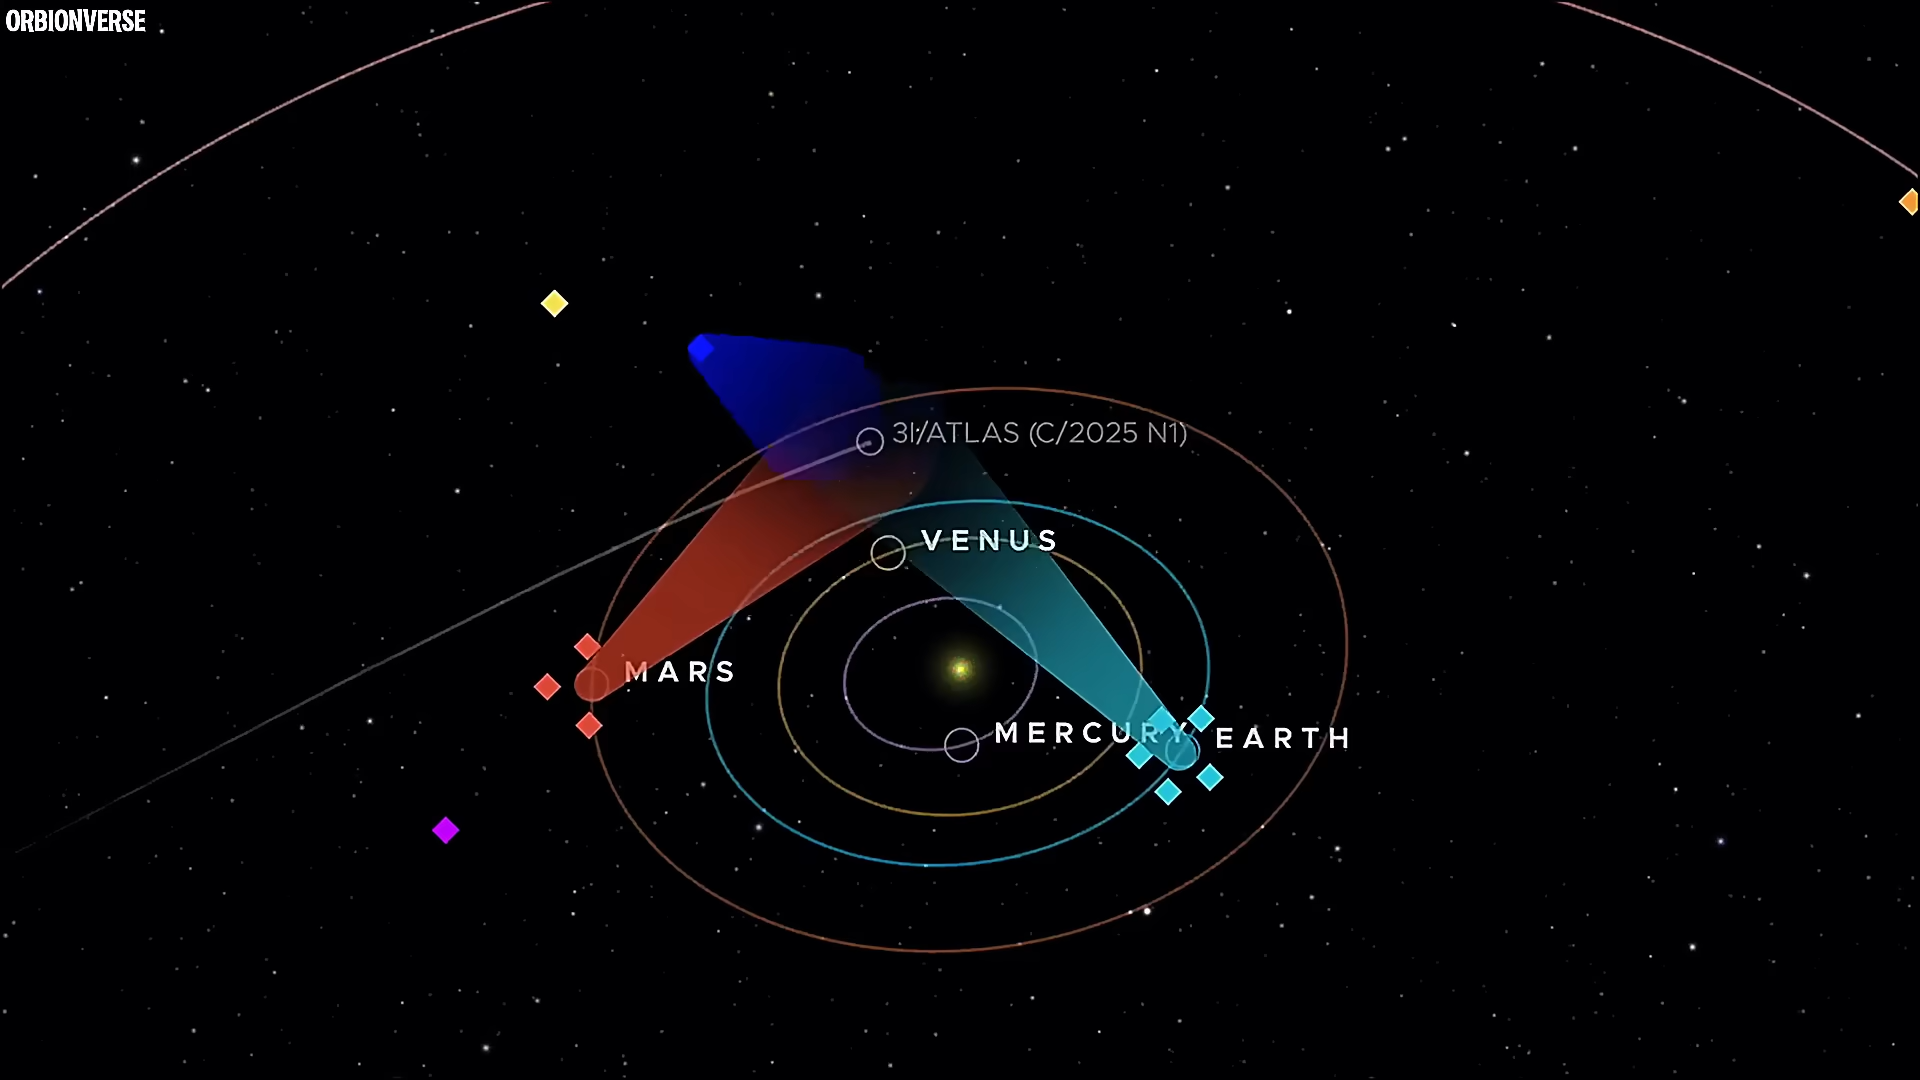 ORBIONVERSE
3I/ATLAS (C/2025 N1)
VENUS
MARS
MERCURY
EARTH